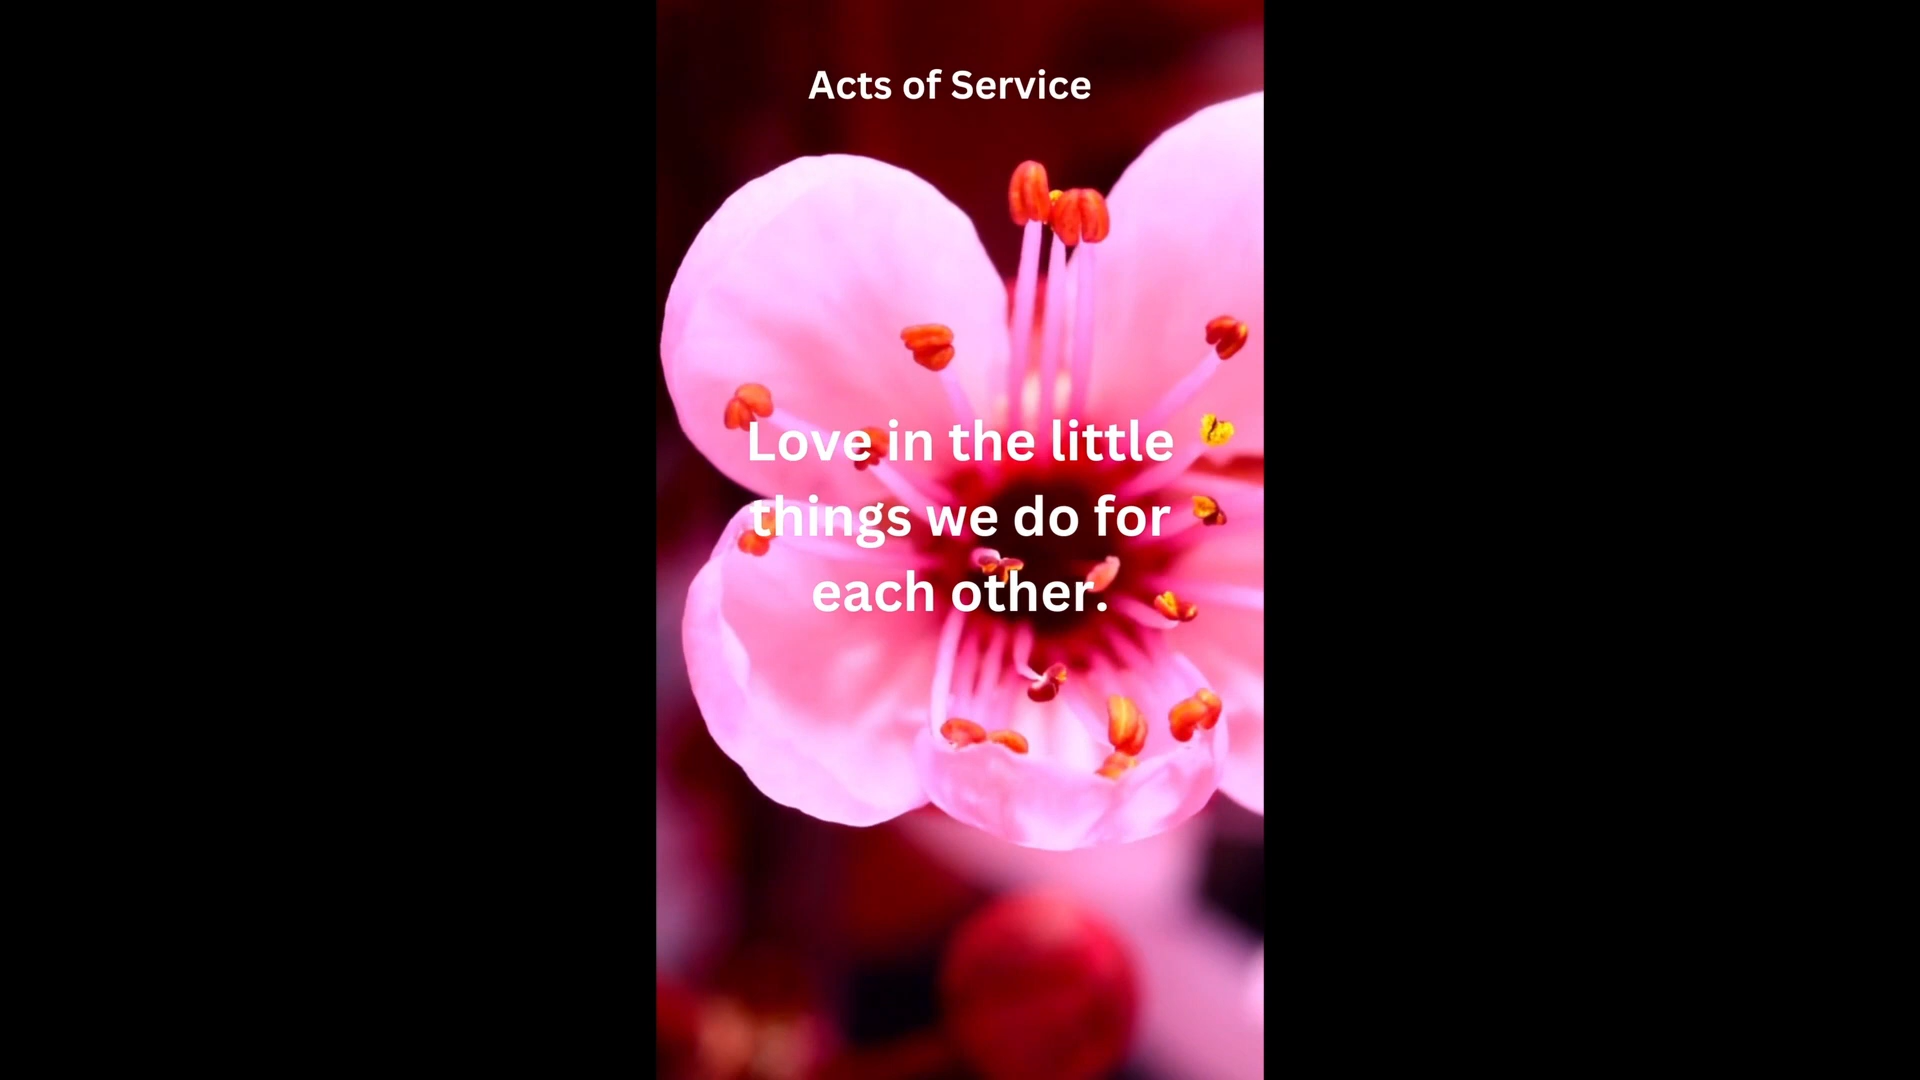 Acts of Service
Love in the little
things we do for
each other.